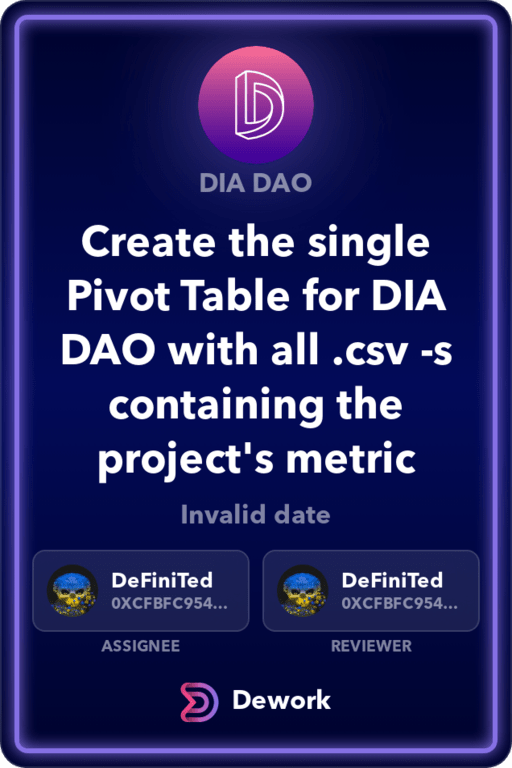 DIA DAO
Create the single
Pivot Table for DIA
DAO with all .csv -s
containing the
project's metric
Invalid date
DeFiniTed
0XCFBFC954...
ASSIGNEE
DeFiniTed
0XCFBFC954...
REVIEWER
Dework